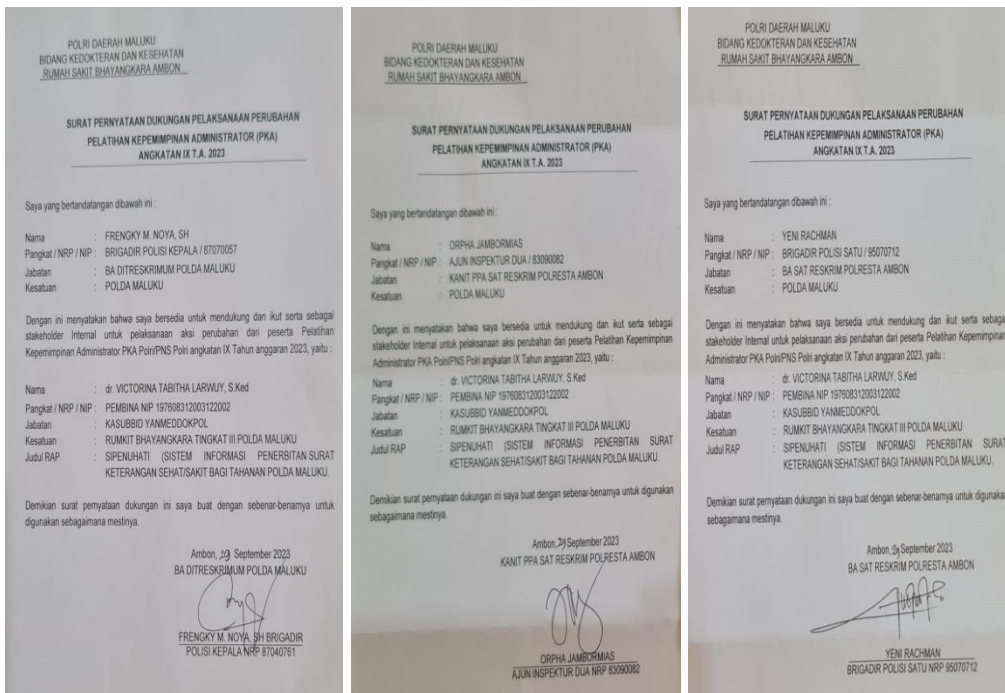 POLRI DAERAH MALUKU
BIDANG KEDOKTERAN DAN KESEHATAN
RUMAH SAKIT BHAYANGKARA AMBON
SURAT PERNYATAAN DUKUNGAN PELAKSANAAN PERUBAHAN
PELATIHAN KEPEMIMPINAN ADMINISTRATOR (PKA)
ANGKATAN IX T.A. 2023
Saya yang bertandatangan dibawah ini :
Nama : FRENGKY M. NOYA, SH
Pangkat / NRP / NIP : BRIGADIR POLISI KEPALA / 87070057
Jabatan : BA DITRESKRIMUM POLDA MALUKU
Kesatuan : POLDA MALUKU
Dengan ini menyatakan bahwa saya bersedia untuk mendukung dan ikut serta sebagai
stakeholder Internal untuk pelaksanaan aksi perubahan dari peserta Pelatihan
Kepemimpinan Administrator PKA Polri/PNS Polri angkatan IX Tahun anggaran 2023, yaitu :
Nama : dr. VICTORINA TABITHA LARWUY, S.Ked
Pangkat / NRP / NIP : PEMBINA NIP 197608312003122002
Jabatan : KASUBBID YANMEDDOKPOL
Kesatuan : RUMKIT BHAYANGKARA TINGKAT III POLDA MALUKU
Judul RAP : SIPENUHATI (SISTEM INFORMASI PENERBITAN SURAT
KETERANGAN SEHAT/SAKIT BAGI TAHANAN POLDA MALUKU.
Demikian surat pernyataan dukungan ini saya buat dengan sebenar-benarnya untuk
digunakan sebagaimana mestinya.
Ambon, 29 September 2023
BA DITRESKRIMUM POLDA MALUKU
FRENGKY M. NOYA, SH BRIGADIR
POLISI KEPALA NRP 87040761
POLRI DAERAH MALUKU
BIDANG KEDOKTERAN DAN KESEHATAN
RUMAH SAKIT BHAYANGKARA AMBON
SURAT PERNYATAAN DUKUNGAN PELAKSANAAN PERUBAHAN
PELATIHAN KEPEMIMPINAN ADMINISTRATOR (PKA)
ANGKATAN IX T.A. 2023
Saya yang bertandatangan dibawah ini :
Nama : ORPHA JAMBORMIAS
Pangkat / NRP / NIP : AJUN INSPEKTUR DUA / 83090082
Jabatan : KANIT PPA SAT RESKRIM POLRESTA AMBON
Kesatuan : POLDA MALUKU
Dengan ini menyatakan bahwa saya bersedia untuk mendukung dan ikut serta sebagai
stakeholder Internal untuk pelaksanaan aksi perubahan dari peserta Pelatihan Kepemimpinan
Administrator PKA Polri/PNS Polri angkatan IX Tahun anggaran 2023, yaitu :
Nama : dr. VICTORINA TABITHA LARWUY, S.Ked
Pangkat / NRP / NIP : PEMBINA NIP 197608312003122002
Jabatan : KASUBBID YANMEDDOKPOL
Kesatuan : RUMKIT BHAYANGKARA TINGKAT III POLDA MALUKU
Judul RAP : SIPENUHATI (SISTEM INFORMASI PENERBITAN SURAT
KETERANGAN SEHAT/SAKIT BAGI TAHANAN POLDA MALUKU.
Demikian surat pernyataan dukungan ini saya buat dengan sebenar-benarnya untuk digunakan
sebagaimana mestinya.
Ambon, 29 September 2023
KANIT PPA SAT RESKRIM POLRESTA AMBON
ORPHA JAMBURMIAS
AJUN INSPEKTUR DUA NRP 83090082
POLRI DAERAH MALUKU
BIDANG KEDOKTERAN DAN KESEHATAN
RUMAH SAKIT BHAYANGKARA AMBON
SURAT PERNYATAAN DUKUNGAN PELAKSANAAN PERUBAHAN
PELATIHAN KEPEMIMPINAN ADMINISTRATOR (PKA)
ANGKATAN IX T.A. 2023
Saya yang bertandatangan dibawah ini :
Nama : YENI RACHMAN
Pangkat / NRP / NIP : BRIGADIR POLISI SATU / 95070712
Jabatan : BA SAT RESKRIM POLRESTA AMBON
Kesatuan : POLDA MALUKU
Dengan ini menyatakan bahwa saya bersedia untuk mendukung dan ikut serta sebagai
stakeholder Internal untuk pelaksanaan aksi perubahan dari peserta Pelatihan Kepemimpinan
Administrator PKA Polri/PNS Polri angkatan IX Tahun anggaran 2023, yaitu :
Nama : dr. VICTORINA TABITHA LARWUY, S.Ked
Pangkat / NRP / NIP : PEMBINA NIP 197608312003122002
Jabatan : KASUBBID YANMEDDOKPOL
Kesatuan : RUMKIT BHAYANGKARA TINGKAT III POLDA MALUKU
Judul RAP : SIPENUHATI (SISTEM INFORMASI PENERBITAN SURAT
KETERANGAN SEHAT/SAKIT BAGI TAHANAN POLDA MALUKU.
Demikian surat pernyataan dukungan ini saya buat dengan sebenar-benarnya untuk digunakan
sebagaimana mestinya.
Ambon, September 2023
BA SAT RESKRIM POLRESTA AMBON
YENI RACHMAN
BRIGADIR POLISI SATU NRP 95070712